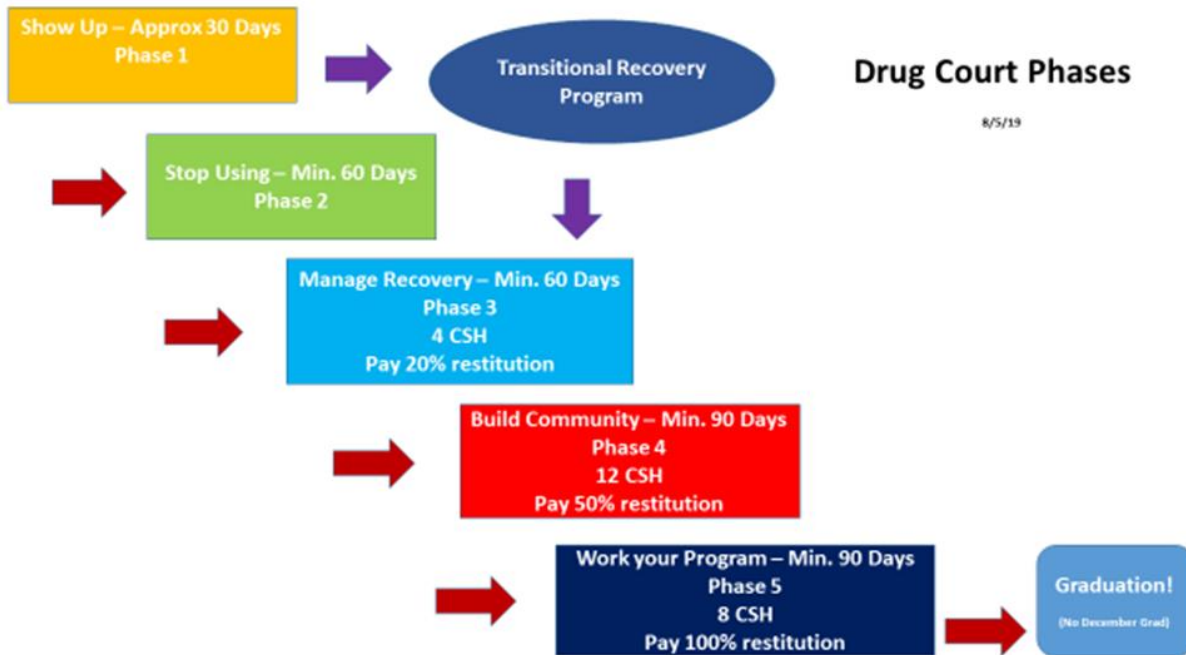 Show Up – Approx 30 Days
Phase 1
Transitional Recovery
Program
Drug Court Phases
8/5/19
Stop Using – Min. 60 Days
Phase 2
Manage Recovery – Min. 60 Days
Phase 3
4 CSH
Pay 20% restitution
Build Community – Min. 90 Days
Phase 4
12 CSH
Pay 50% restitution
Work your Program – Min. 90 Days
Phase 5
8 CSH
Pay 100% restitution
Graduation!
(No December Grad)